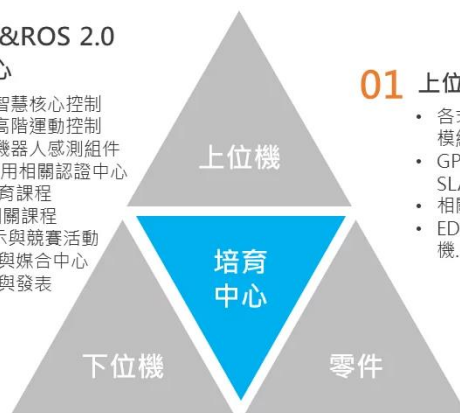 &ROS 2.0
心
智慧核心控制
高階運動控制
機器人感測組件
用相關認證中心
育課程
相關課程
示與競賽活動
與媒合中心
與發表
上位機
培育
中心
下位機
零件
01 上位
• 各
模組
• GP
SLA
• 相關
• ED
機.